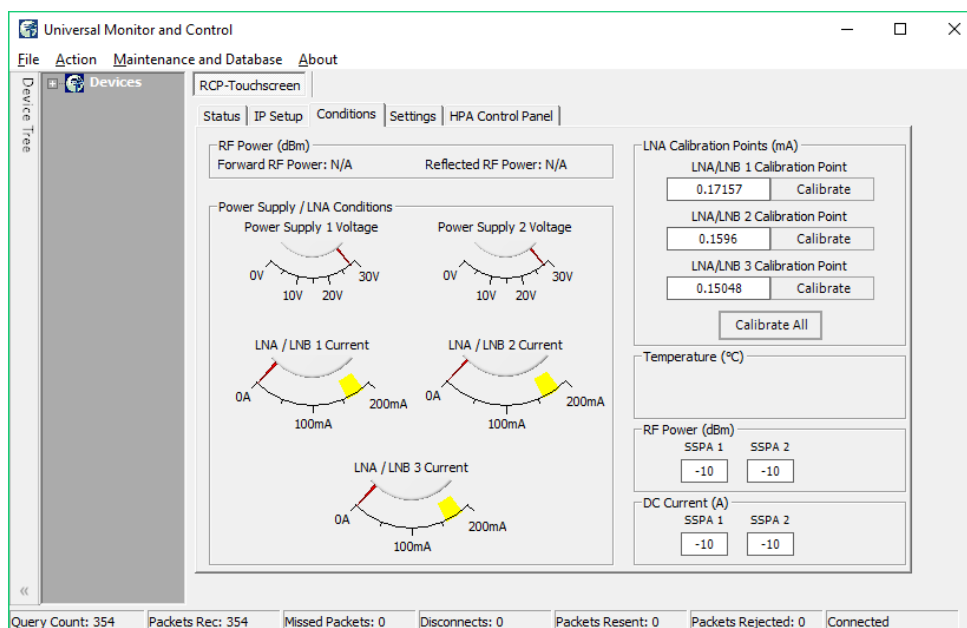 Universal Monitor and Control
File Action Maintenance and Database About
Device Tree
Devices
RCP-Touchscreen
Status IP Setup Conditions Settings HPA Control Panel
RF Power (dBm)
Forward RF Power: N/A Reflected RF Power: N/A
Power Supply / LNA Conditions
Power Supply 1 Voltage Power Supply 2 Voltage
0V 30V 0V 30V
10V 20V 10V 20V
LNA / LNB 1 Current LNA / LNB 2 Current
0A 200mA 0A 200mA
100mA 100mA
LNA / LNB 3 Current
0A 200mA
100mA
LNA Calibration Points (mA)
LNA/LNB 1 Calibration Point
0.17157 Calibrate
LNA/LNB 2 Calibration Point
0.1596 Calibrate
LNA/LNB 3 Calibration Point
0.15048 Calibrate
Calibrate All
Temperature (°C)
RF Power (dBm)
SSPA 1 SSPA 2
-10 -10
DC Current (A)
SSPA 1 SSPA 2
-10 -10
Query Count: 354 Packets Rec: 354 Missed Packets: 0 Disconnects: 0 Packets Resent: 0 Packets Rejected: 0 Connected